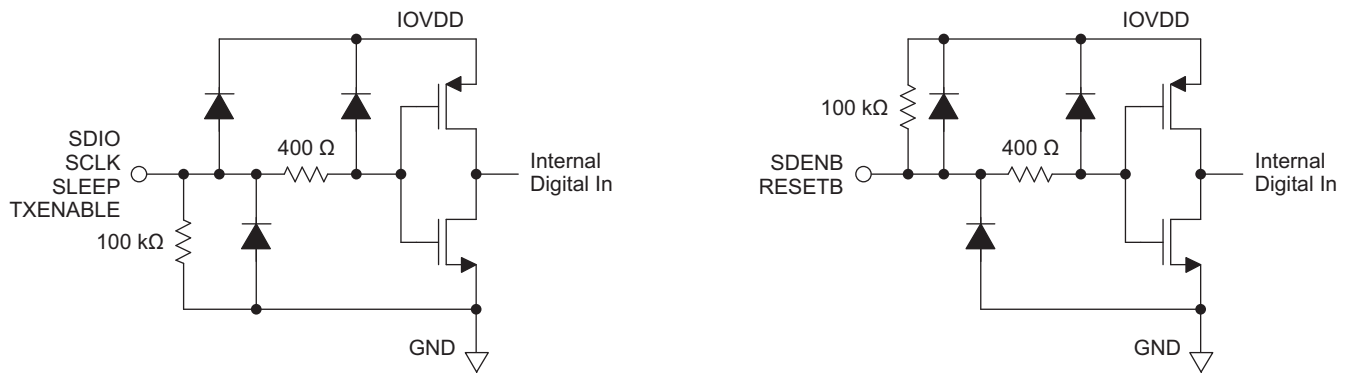 IOVDD
SDIO
SCLK
SLEEP
TXENABLE
400 Ω
100 kΩ
Internal
Digital In
GND
IOVDD
100 kΩ
SDENB
RESETB
400 Ω
Internal
Digital In
GND